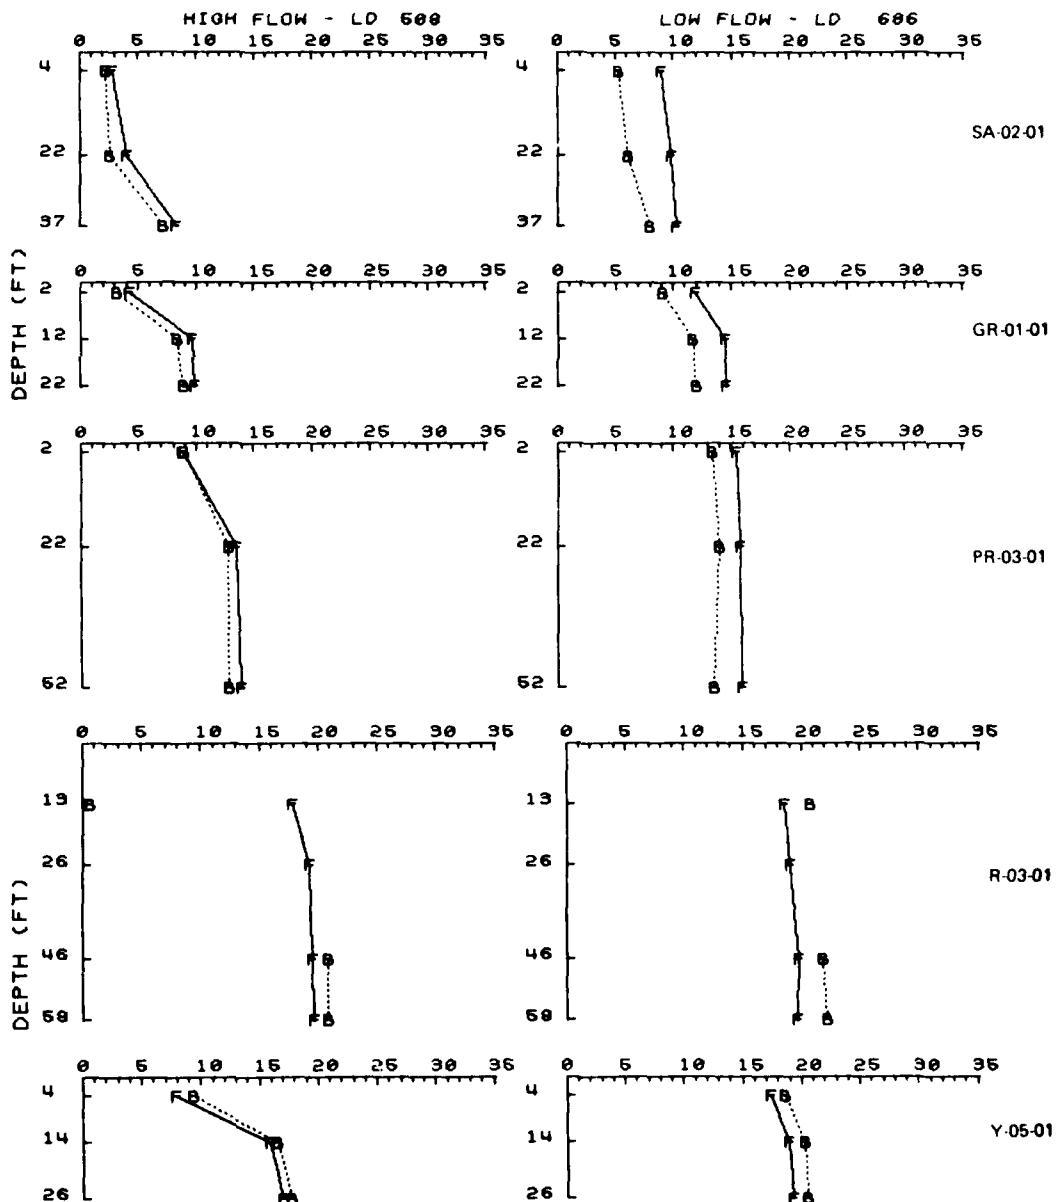 HIGH FLOW - LD 500
LOW FLOW - LD 606
0 5 10 15 20 25 30 35
0 5 10 15 20 25 30 35
4 B F
4 B F
SA-02-01
22 B F
22 B F
37 B F
37 B F
DEPTH (FT)
0 5 10 15 20 25 30 35
0 5 10 15 20 25 30 35
2 B F
2 B F
12 B F
12 B F
GR-01-01
22 B F
22 B F
0 5 10 15 20 25 30 35
0 5 10 15 20 25 30 35
2 B
2 B F
22 B F
22 B F
PR-03-01
52 B F
52 B F
0 5 10 15 20 25 30 35
0 5 10 15 20 25 30 35
13 B F
13 F B
26 F
26 F
R-03-01
DEPTH (FT)
46 F B
46 F B
58 F B
58 F B
0 5 10 15 20 25 30 35
0 5 10 15 20 25 30 35
4 F B
4 F B
14 F B
14 F B
Y-05-01
26 F B
26 F B